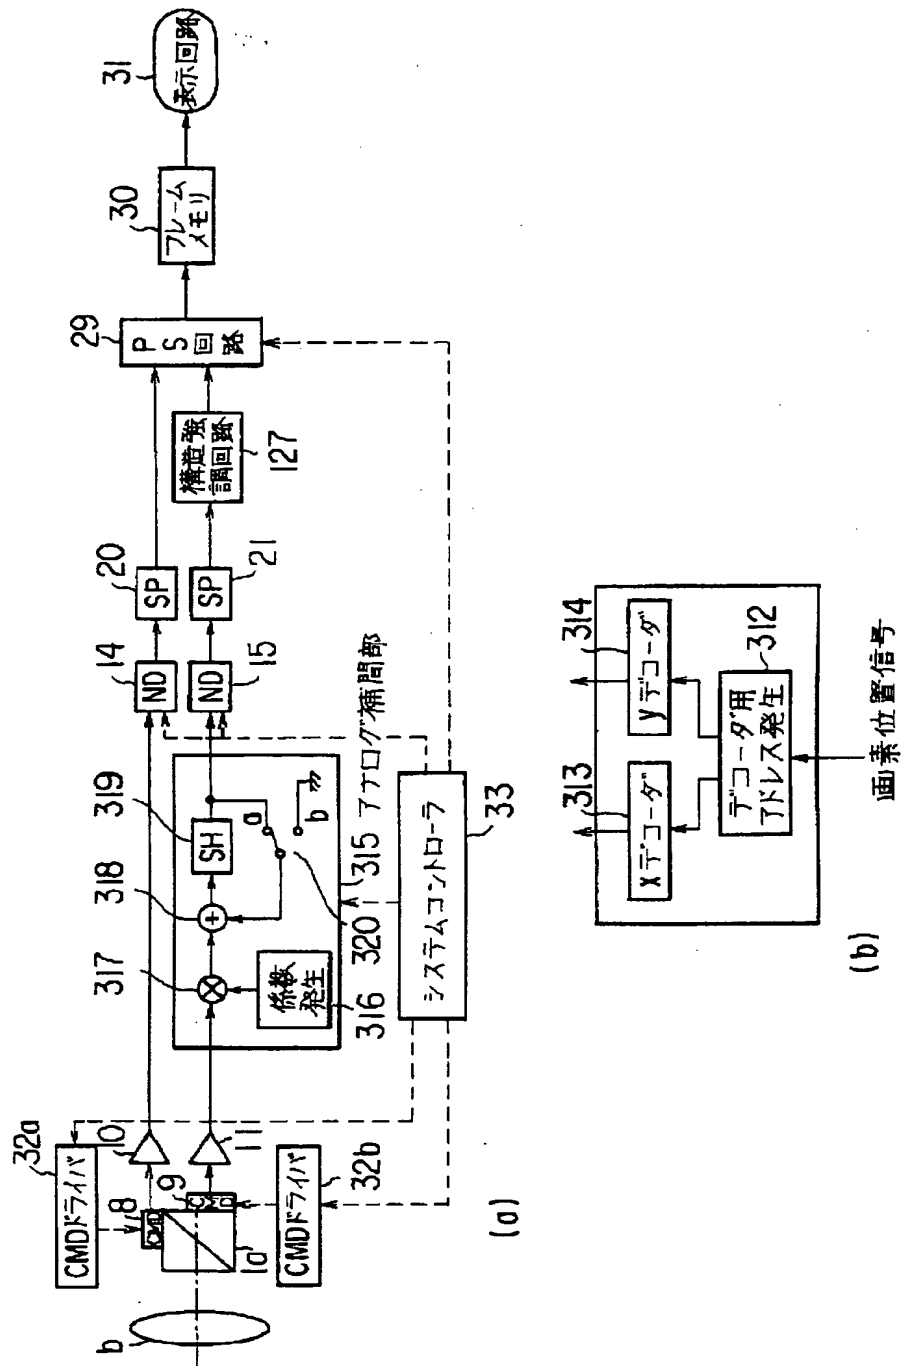 b
1a
CMDドライバ
32a
CMD
8
CMD
9
CMDドライバ
32b
10
11
317
318
319
SH
係数
発生
316
a
b
320
315
アナログ補間部
システムコントローラ
33
ND
14
ND
15
SP
20
SP
21
構造強
調回路
127
PS回路
29
フレーム
メモリ
30
表示回路
31
(a)
313
xデコーダ
314
yデコーダ
デコーダ用
アドレス発生
312
画素位置信号
(b)